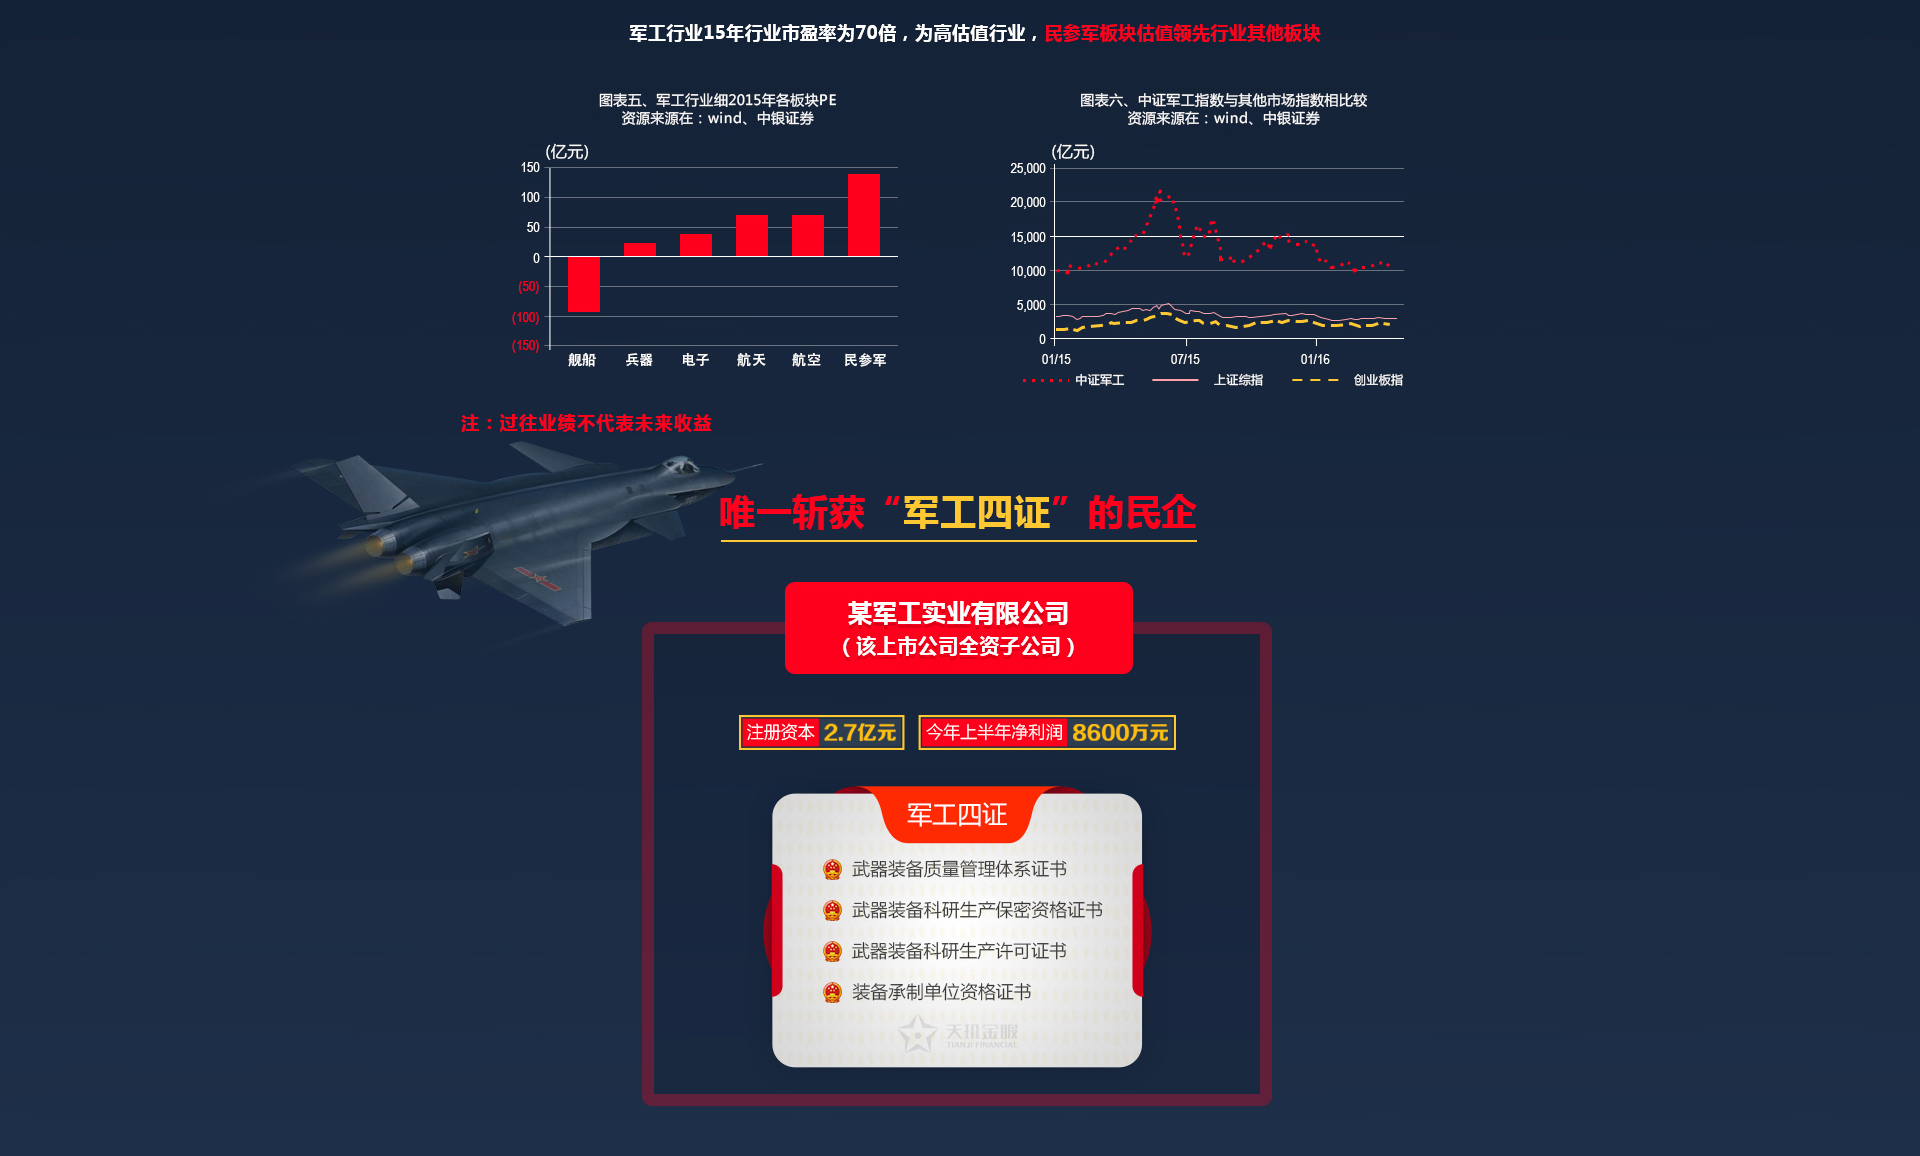 军工行业15年行业市盈率为70倍，为高估值行业，民参军板块估值领先行业其他板块
图表五、军工行业细2015年各板块PE
资源来源在：wind、中银证券
(亿元)
150
100
50
0
(50)
(100)
(150)
舰船 兵器 电子 航天 航空 民参军
图表六、中证军工指数与其他市场指数相比较
资源来源在：wind、中银证券
(亿元)
25,000
20,000
15,000
10,000
5,000
0
01/15 07/15 01/16
中证军工 上证综指 创业板指
注：过往业绩不代表未来收益
唯一斩获“军工四证”的民企
某军工实业有限公司
（该上市公司全资子公司）
注册资本 2.7亿元 今年上半年净利润 8600万元
军工四证
武器装备质量管理体系证书
武器装备科研生产保密资格证书
武器装备科研生产许可证书
装备承制单位资格证书
天玑金服
TIANJI FINANCIAL